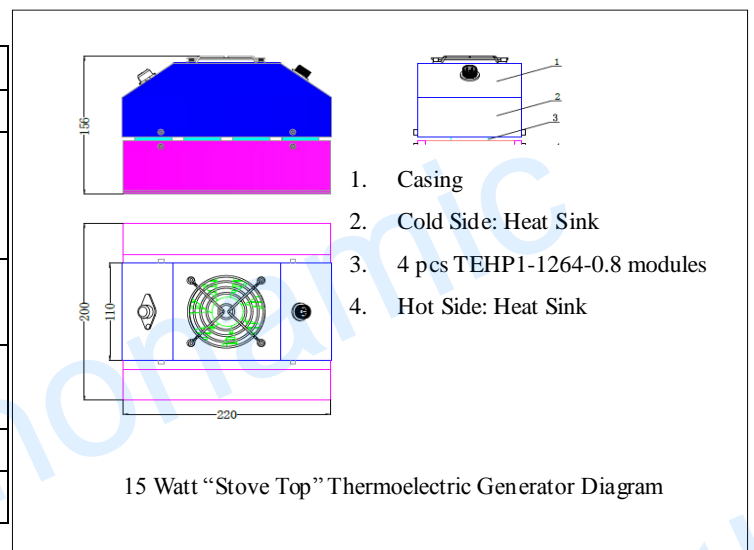 156
1
2
3
1. Casing
2. Cold Side: Heat Sink
3. 4 pcs TEHP1-1264-0.8 modules
4. Hot Side: Heat Sink
200
110
220
nonamic
15 Watt “Stove Top” Thermoelectric Generator Diagram